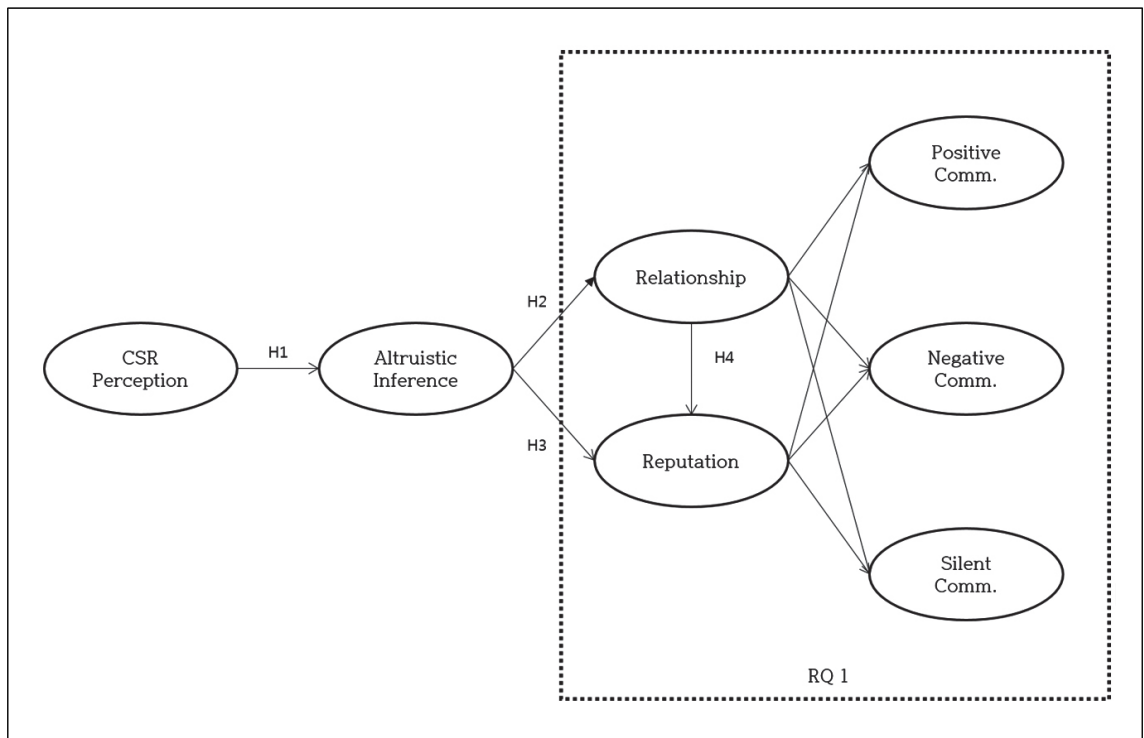 CSR
Perception
H1
Altruistic
Inference
H2
H3
Relationship
H4
Reputation
Positive
Comm.
Negative
Comm.
Silent
Comm.
RQ 1